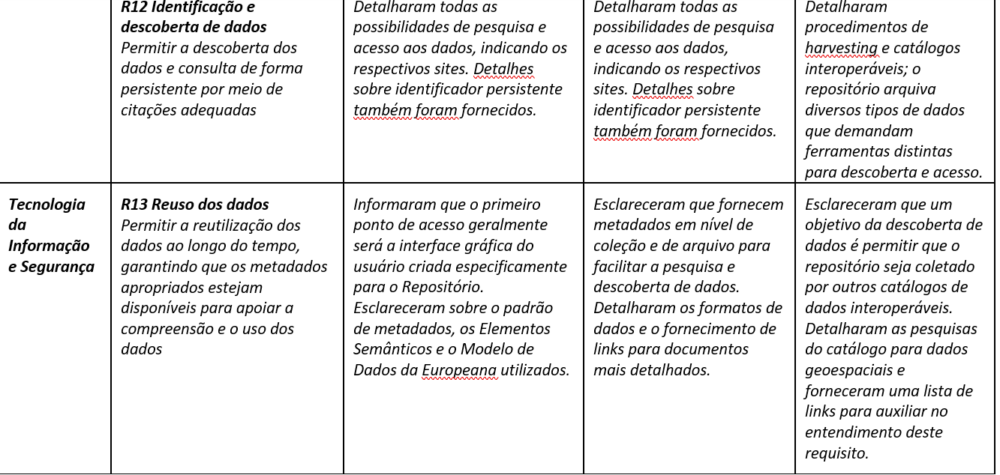 R12 Identificação e
descoberta de dados
Permitir a descoberta dos
dados e consulta de forma
persistente por meio de
citações adequadas
Detalharam todas as
possibilidades de pesquisa e
acesso aos dados, indicando os
respectivos sites. Detalhes
sobre identificador persistente
também foram fornecidos.
Detalharam todas as
possibilidades de pesquisa
e acesso aos dados,
indicando os respectivos
sites. Detalhes sobre
identificador persistente
também foram fornecidos.
Detalharam
procedimentos de
harvesting e catálogos
interoperáveis; o
repositório arquiva
diversos tipos de dados
que demandam
ferramentas distintas
para descoberta e acesso.
Tecnologia
da
Informação
e Segurança
R13 Reuso dos dados
Permitir a reutilização dos
dados ao longo do tempo,
garantindo que os metadados
apropriados estejam
disponíveis para apoiar a
compreensão e o uso dos
dados
Informaram que o primeiro
ponto de acesso geralmente
será a interface gráfica do
usuário criada especificamente
para o Repositório.
Esclareceram sobre o padrão
de metadados, os Elementos
Semânticos e o Modelo de
Dados da Europeana utilizados.
Esclareceram que fornecem
metadados em nível de
coleção e de arquivo para
facilitar a pesquisa e
descoberta de dados.
Detalharam os formatos de
dados e o fornecimento de
links para documentos
mais detalhados.
Esclareceram que um
objetivo da descoberta de
dados é permitir que o
repositório seja coletado
por outros catálogos de
dados interoperáveis.
Detalharam as pesquisas
do catálogo para dados
geoespaciais e
forneceram uma lista de
links para auxiliar no
entendimento deste
requisito.